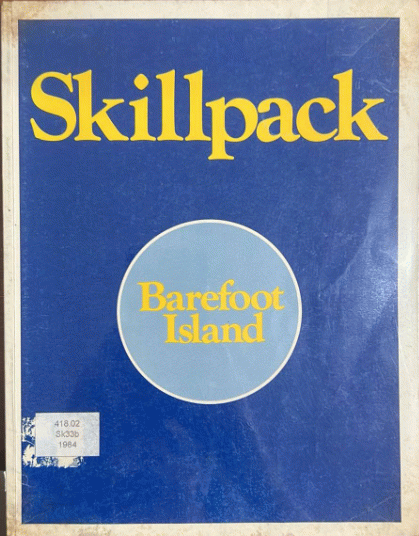 Skillpack
Barefoot
Island
418.02
Sk33b
1984